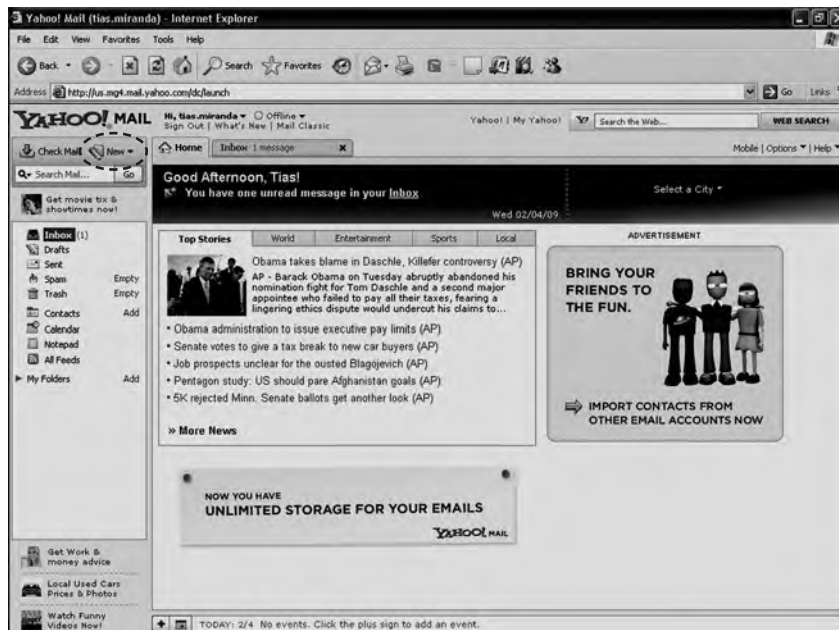 Yahoo! Mail (tias.miranda) - Internet Explorer
File Edit View Favorites Tools Help
Back Search Favorites
Address http://us.mg4.mail.yahoo.com/dc/launch Go Links
YAHOO! MAIL
Hi, tias.miranda Offline
Sign Out | What's New | Mail Classic
Yahoo! | My Yahoo! Y! Search the Web... WEB SEARCH
Check Mail New
Home Inbox 1 message x
Mobile | Options | Help
Search Mail... Go
Get movie tix &
showtimes now!
Inbox (1)
Drafts
Sent
Spam Empty
Trash Empty
Contacts Add
Calendar
Notepad
All Feeds
My Folders Add
Get Work &
money advice
Local Used Cars
Prices & Photos
Watch Funny
Videos Now!
Good Afternoon, Tias!
You have one unread message in your Inbox
Wed 02/04/09
Select a City
Top Stories World Entertainment Sports Local
Obama takes blame in Daschle, Killefer controversy (AP)
AP - Barack Obama on Tuesday abruptly abandoned his
nomination fight for Tom Daschle and a second major
appointee who failed to pay all their taxes, fearing a
lingering ethics dispute would undercut his claims to...
• Obama administration to issue executive pay limits (AP)
• Senate votes to give a tax break to new car buyers (AP)
• Job prospects unclear for the ousted Blagojevich (AP)
• Pentagon study: US should pare Afghanistan goals (AP)
• 5K rejected Minn. Senate ballots get another look (AP)
» More News
ADVERTISEMENT
BRING YOUR
FRIENDS TO
THE FUN.
IMPORT CONTACTS FROM
OTHER EMAIL ACCOUNTS NOW
NOW YOU HAVE
UNLIMITED STORAGE FOR YOUR EMAILS
YAHOO! MAIL
TODAY: 2/4 No events. Click the plus sign to add an event.